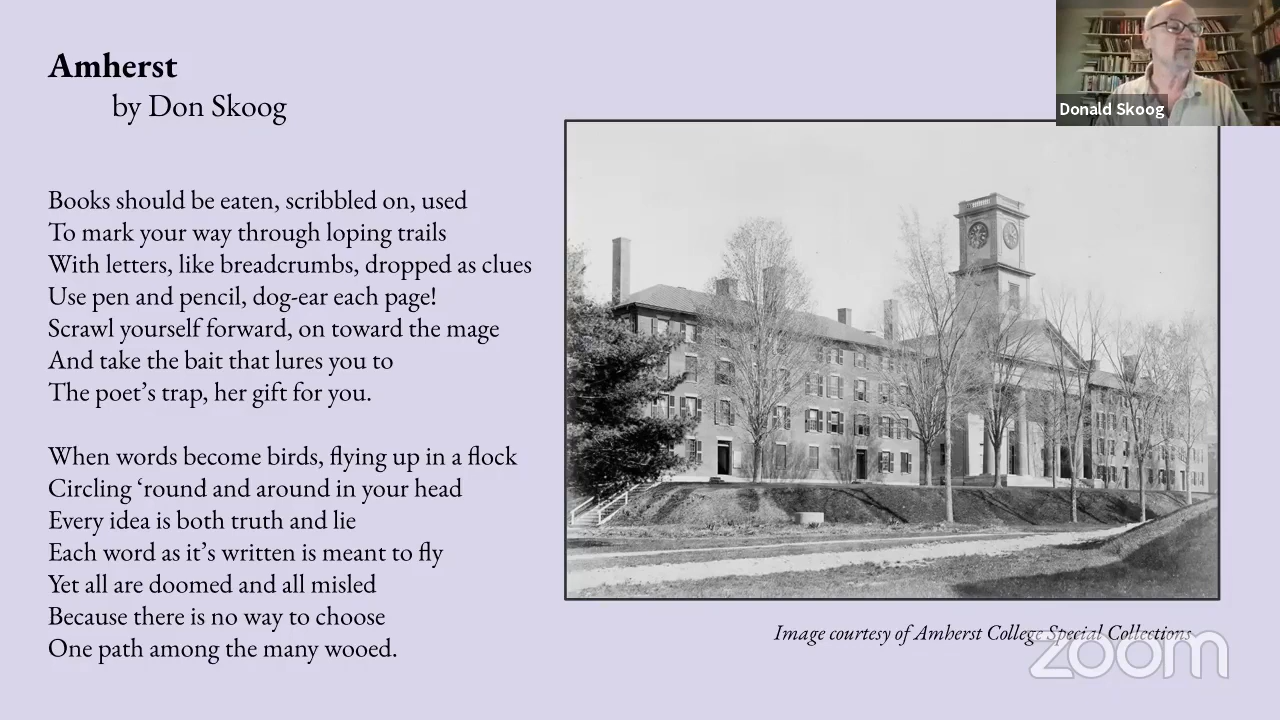 Amherst
by Don Skoog
Donald Skoog
Books should be eaten, scribbled on, used
To mark your way through loping trails
With letters, like breadcrumbs, dropped as clues
Use pen and pencil, dog-ear each page!
Scrawl yourself forward, on toward the mage
And take the bait that lures you to
The poet’s trap, her gift for you.
When words become birds, flying up in a flock
Circling ‘round and around in your head
Every idea is both truth and lie
Each word as it’s written is meant to fly
Yet all are doomed and all misled
Because there is no way to choose
One path among the many wooed.
Image courtesy of Amherst College Special Collections
zoom